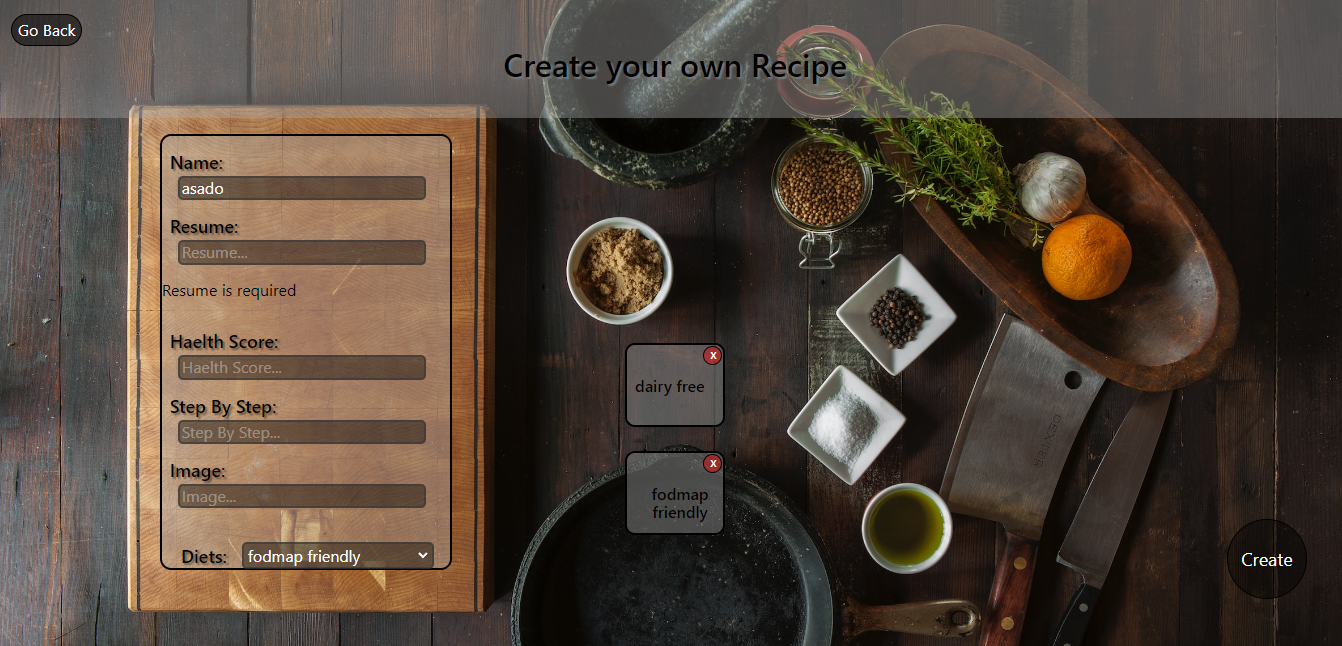 Go Back
Create your own Recipe
Name:
asado
Resume:
Resume...
Resume is required
Haelth Score:
Haelth Score...
Step By Step:
Step By Step...
Image:
Image...
Diets:
fodmap friendly
x
dairy free
x
fodmap
friendly
Create